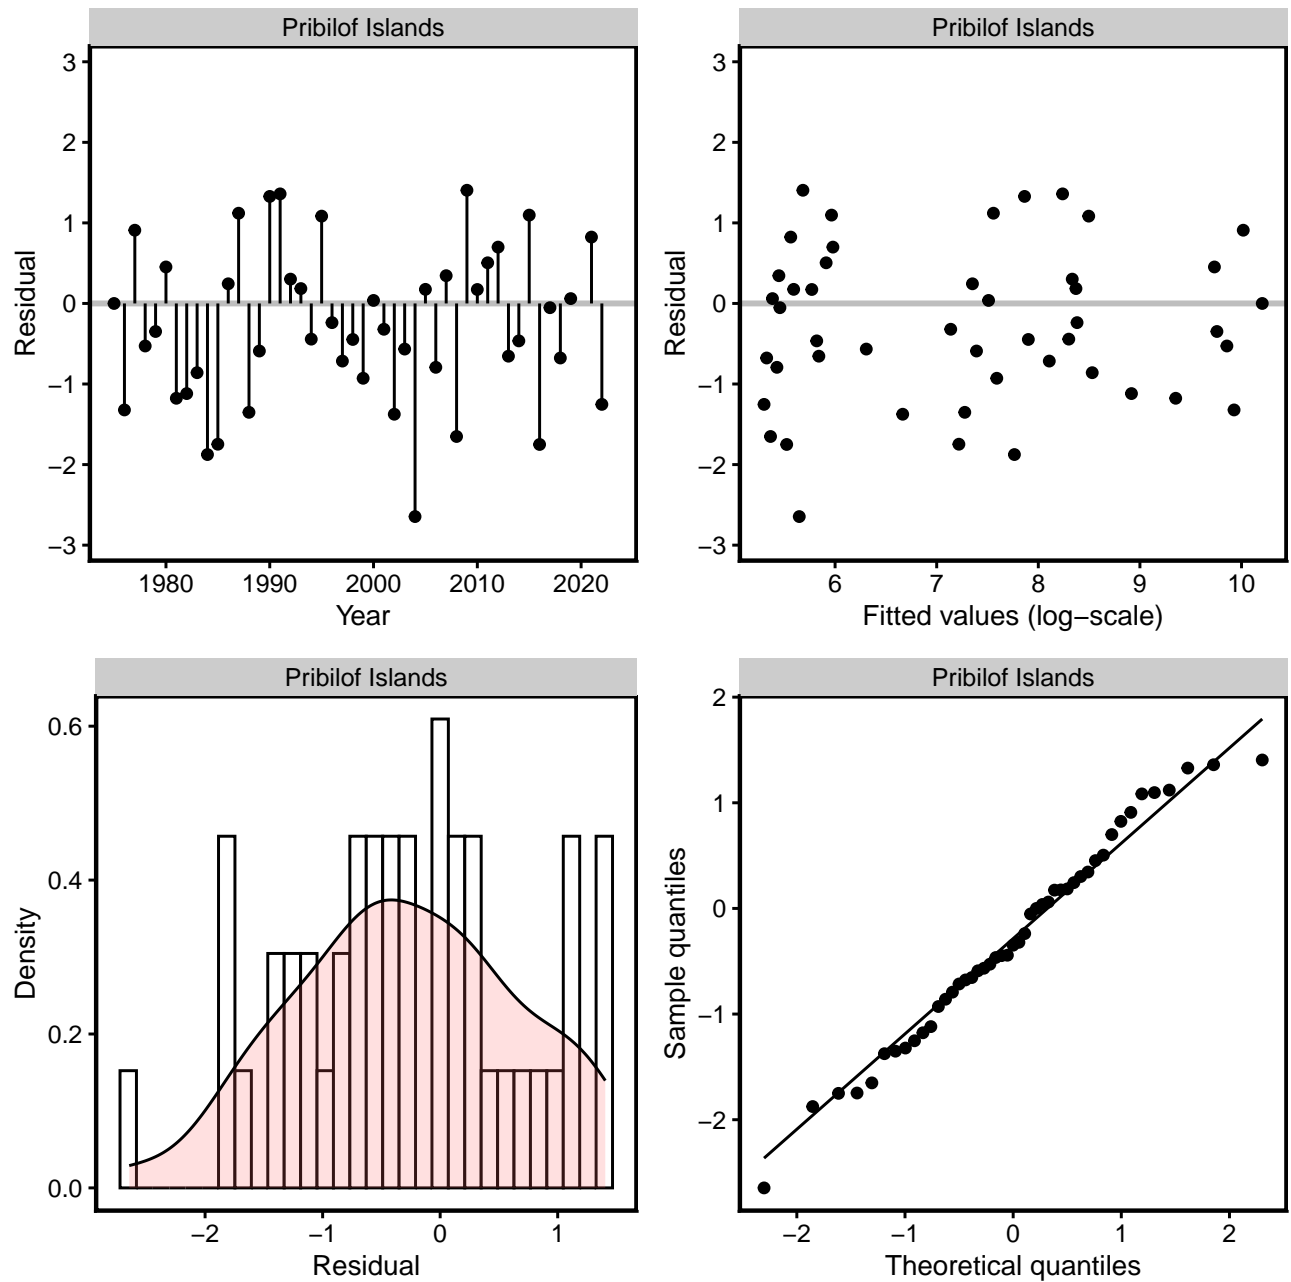 Pribilof Islands
3
2
1
0
−1
−2
−3
Residual
1980 1990 2000 2010 2020
Year
Pribilof Islands
3
2
1
0
−1
−2
−3
Residual
6 7 8 9 10
Fitted values (log−scale)
Pribilof Islands
0.6
0.4
0.2
0.0
Density
−2 −1 0 1
Residual
Pribilof Islands
2
1
0
−1
−2
Sample quantiles
−2 −1 0 1 2
Theoretical quantiles